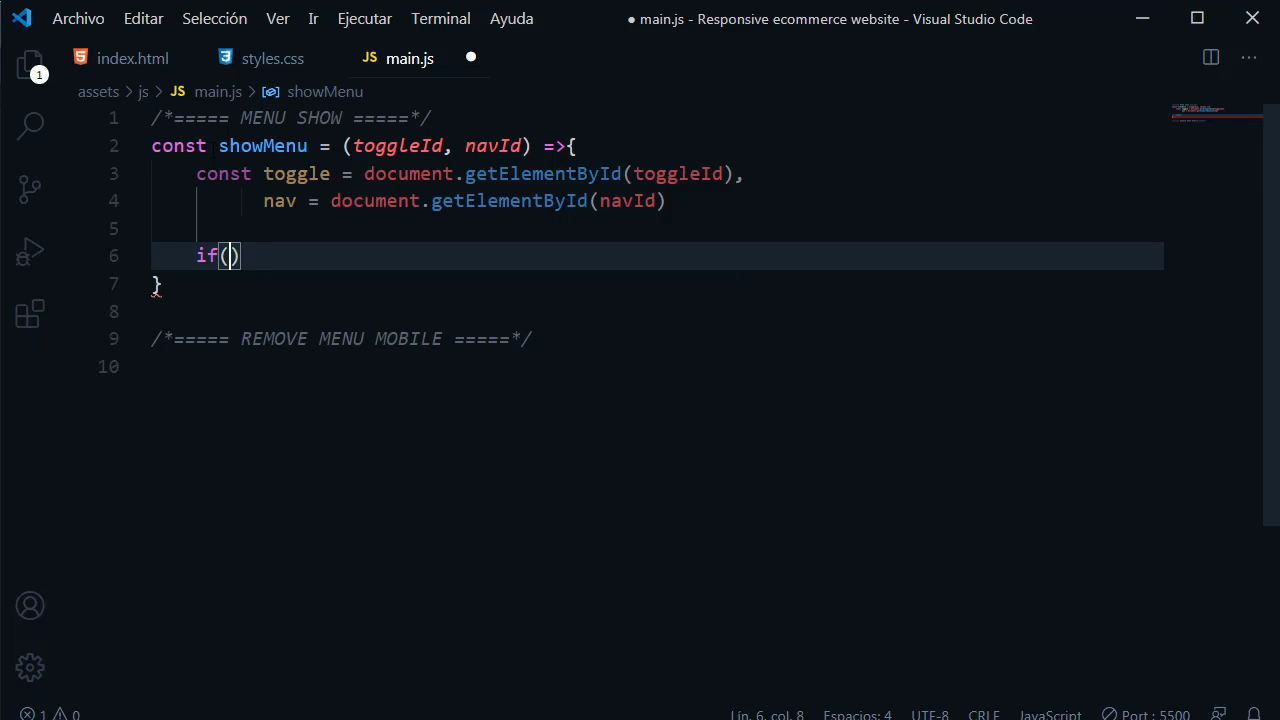 Archivo Editar Selección Ver Ir Ejecutar Terminal Ayuda ● main.js - Responsive ecommerce website - Visual Studio Code
index.html styles.css JS main.js
1
assets > js > JS main.js > showMenu
1 /*===== MENU SHOW =====*/
2 const showMenu = (toggleId, navId) =>{
3 const toggle = document.getElementById(toggleId),
4 nav = document.getElementById(navId)
5
6 if()
7 }
8
9 /*===== REMOVE MENU MOBILE =====*/
10
1 0 Lín. 6, col. 8 Espacios: 4 UTF-8 CRLF JavaScript Port : 5500